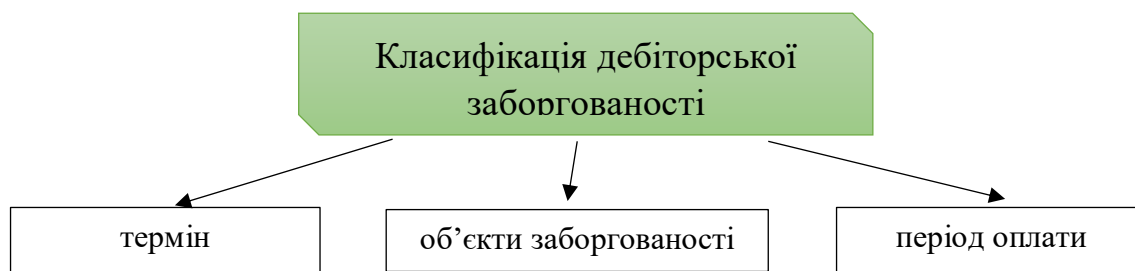 Класифікація дебіторської
заборгованості
термін
об’єкти заборгованості
період оплати